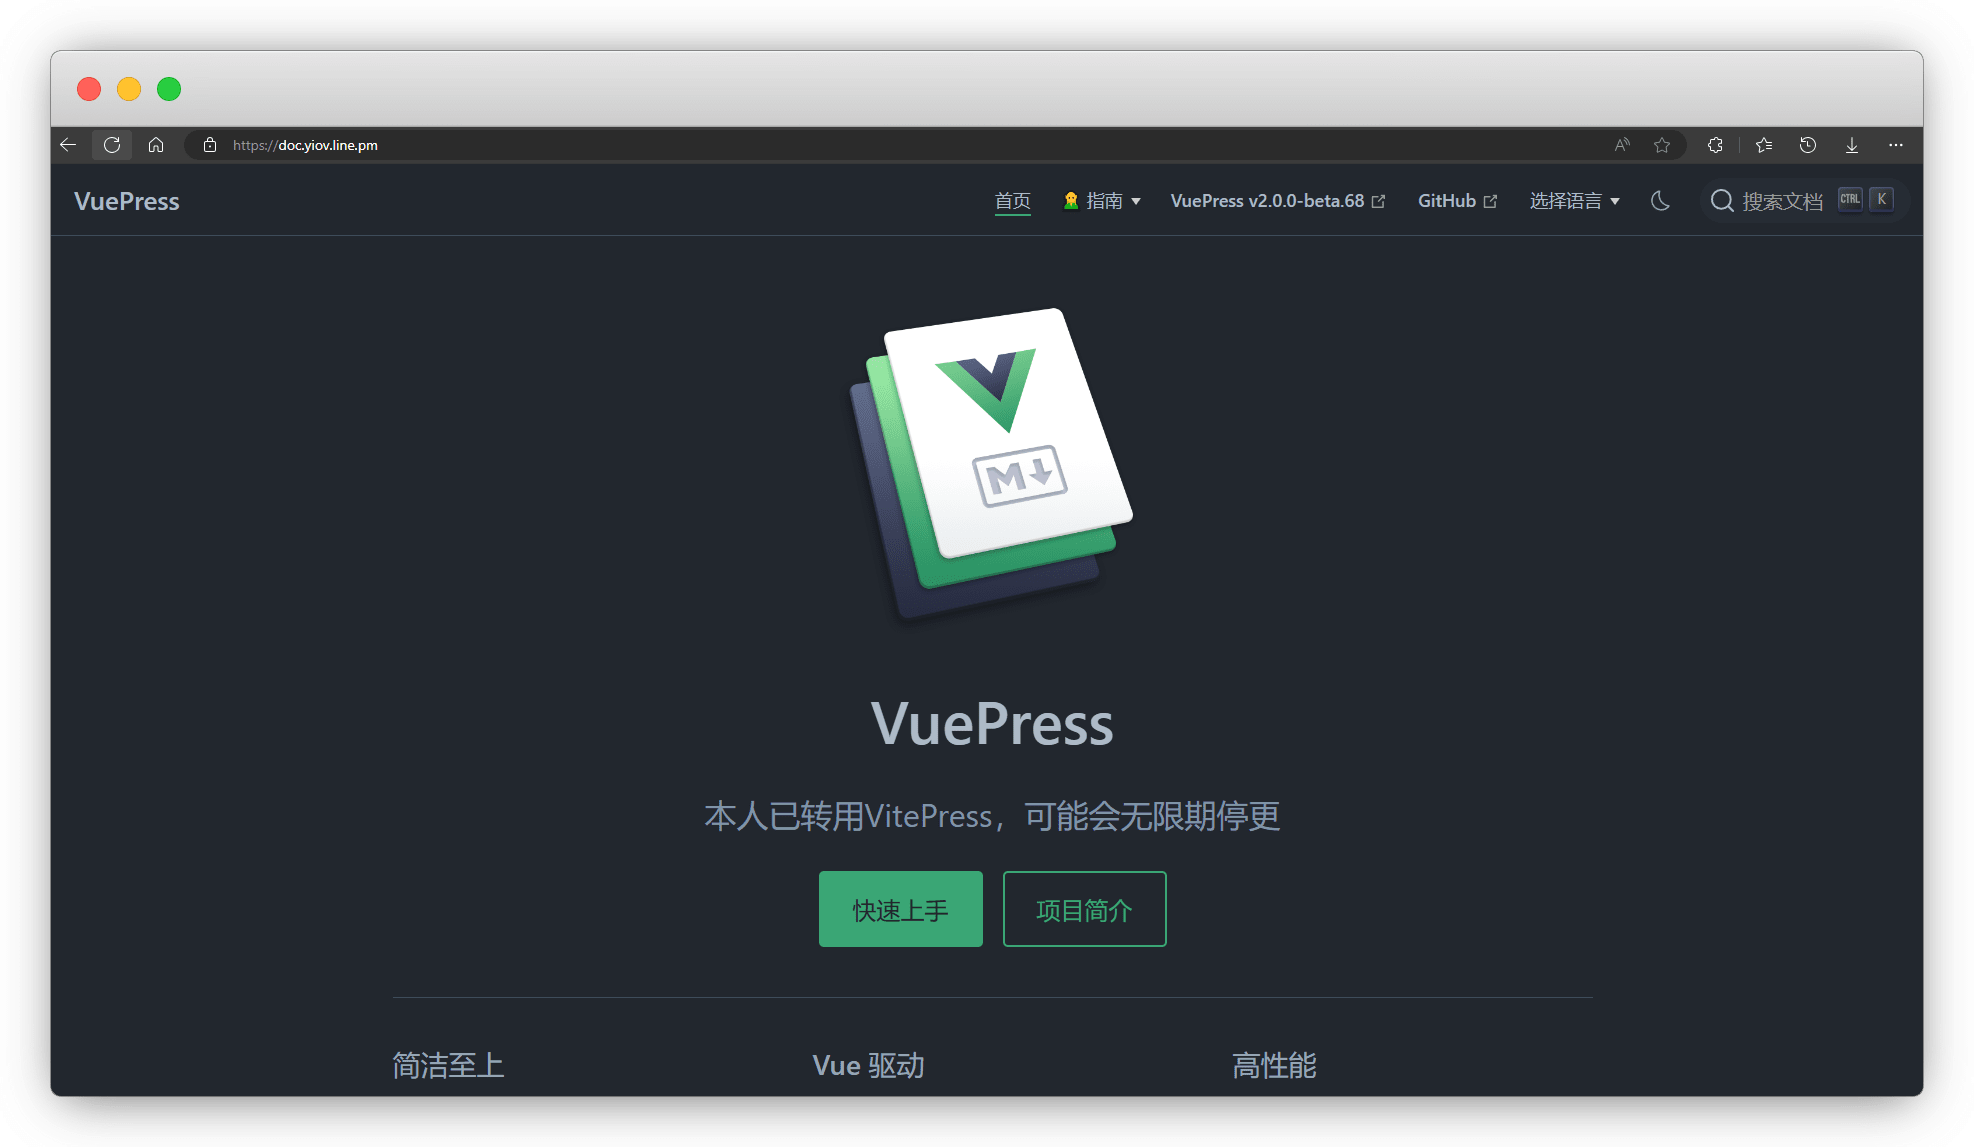 https://doc.yiov.line.pm
VuePress
首页
指南
VuePress v2.0.0-beta.68
GitHub
选择语言
搜索文档
CTRL
K
M
VuePress
本人已转用VitePress，可能会无限期停更
快速上手
项目简介
简洁至上
Vue 驱动
高性能